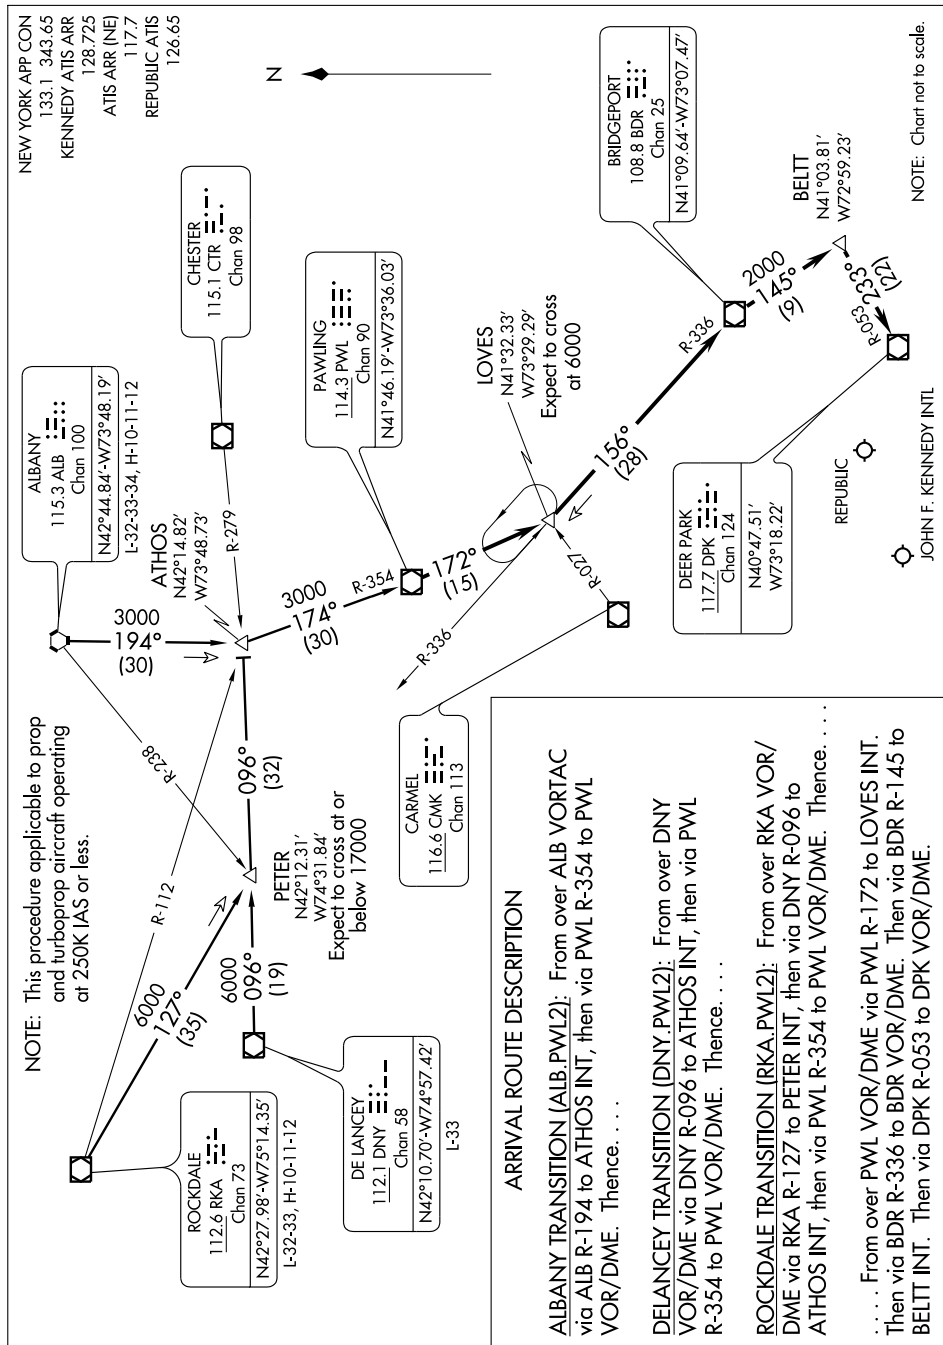 NEW YORK APP CON
133.1 343.65
KENNEDY ATIS ARR
128.725
ATIS ARR (NE)
117.7
REPUBLIC ATIS
126.65
N
NOTE: This procedure applicable to prop
and turboprop aircraft operating
at 250K IAS or less.
ALBANY
115.3 ALB
Chan 100
N42°44.84'-W73°48.19'
L-32-33-34, H-10-11-12
CHESTER
115.1 CTR
Chan 98
ATHOS
N42°14.82'
W73°48.73'
R-279
3000
194°
(30)
R-238
R-112
ROCKDALE
112.6 RKA
Chan 73
N42°27.98'-W75°14.35'
L-32-33, H-10-11-12
6000
127°
(35)
6000
096°
(19)
DE LANCEY
112.1 DNY
Chan 58
N42°10.70'-W74°57.42'
L-33
PETER
N42°12.31'
W74°31.84'
Expect to cross at or
below 17000
096°
(32)
3000
174°
(30)
R-354
PAWLING
114.3 PWL
Chan 90
N41°46.19'-W73°36.03'
172°
(15)
LOVES
N41°32.33'
W73°29.29'
Expect to cross
at 6000
R-336
R-027
CARMEL
116.6 CMK
Chan 113
156°
(28)
R-336
BRIDGEPORT
108.8 BDR
Chan 25
N41°09.64'-W73°07.47'
2000
145°
(9)
BELTT
N41°03.81'
W72°59.23'
R-053
233°
(22)
DEER PARK
117.7 DPK
Chan 124
N40°47.51'
W73°18.22'
REPUBLIC
JOHN F. KENNEDY INTL
NOTE: Chart not to scale.
ARRIVAL ROUTE DESCRIPTION
ALBANY TRANSITION (ALB.PWL2): From over ALB VORTAC
via ALB R-194 to ATHOS INT, then via PWL R-354 to PWL
VOR/DME. Thence. . . .
DELANCEY TRANSITION (DNY.PWL2): From over DNY
VOR/DME via DNY R-096 to ATHOS INT, then via PWL
R-354 to PWL VOR/DME. Thence. . . .
ROCKDALE TRANSITION (RKA.PWL2): From over RKA VOR/
DME via RKA R-127 to PETER INT, then via DNY R-096 to
ATHOS INT, then via PWL R-354 to PWL VOR/DME. Thence. . . .
. . . . From over PWL VOR/DME via PWL R-172 to LOVES INT.
Then via BDR R-336 to BDR VOR/DME. Then via BDR R-145 to
BELTT INT. Then via DPK R-053 to DPK VOR/DME.